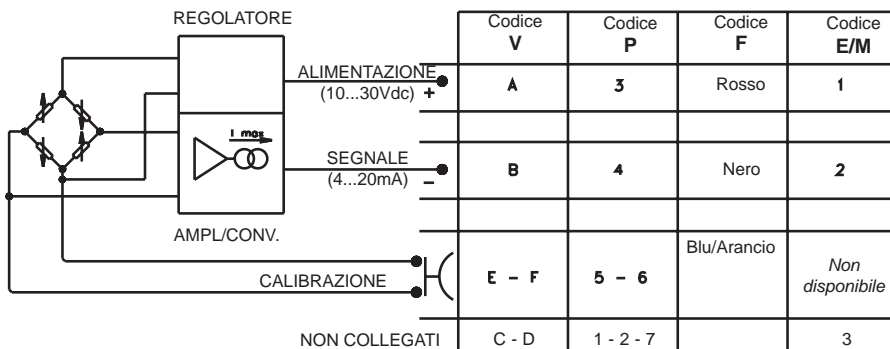 REGOLATORE
Codice V Codice P Codice F Codice E/M
ALIMENTAZIONE
(10...30Vdc) + A 3 Rosso 1
I max
SEGNALE
(4...20mA) – B 4 Nero 2
AMPL/CONV.
Blu/Arancio
CALIBRAZIONE E – F 5 – 6 Non disponibile
NON COLLEGATI C - D 1 - 2 - 7 3